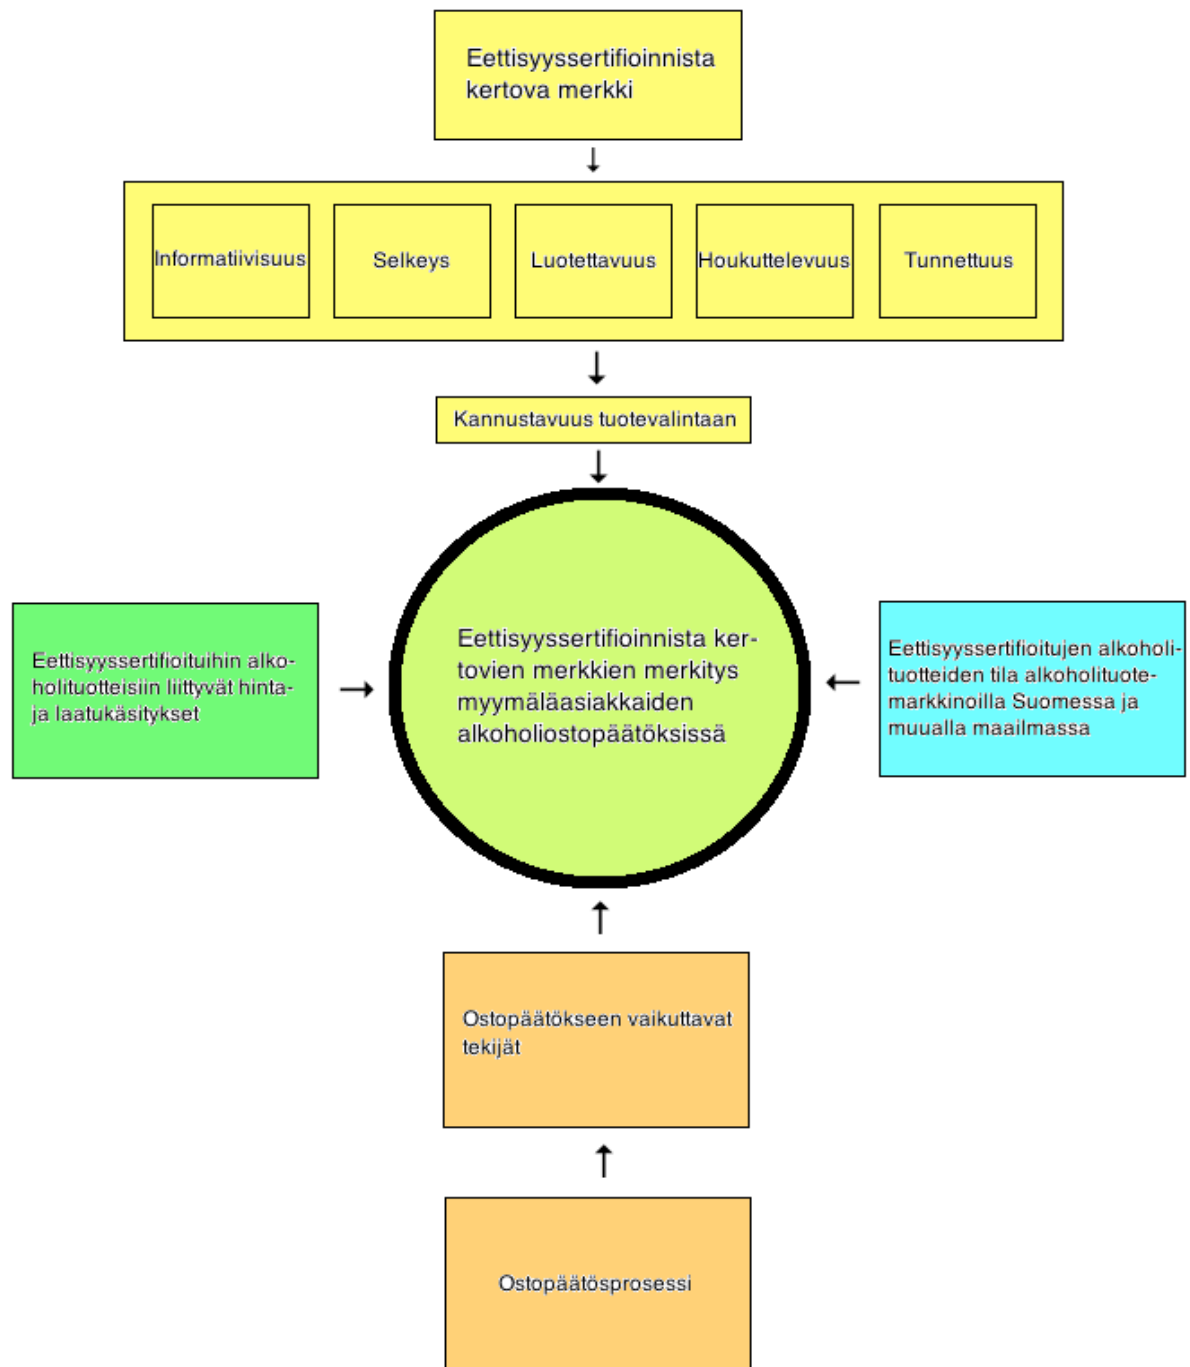 Eettisyyssertifioinnista
kertova merkki
Informatiivisuus
Selkeys
Luotettavuus
Houkuttelevuus
Tunnettuus
Kannustavuus tuotevalintaan
Eettisyyssertifioituihin alko-
holituotteisiin liittyvät hinta-
ja laatukäsitykset
Eettisyyssertifioinnista ker-
tovien merkkien merkitys
myymäläasiakkaiden
alkoholiostopäätöksissä
Eettisyyssertifioitujen alkoholi-
tuotteiden tila alkoholituote-
markkinoilla Suomessa ja
muualla maailmassa
Ostopäätökseen vaikuttavat
tekijät
Ostopäätösprosessi